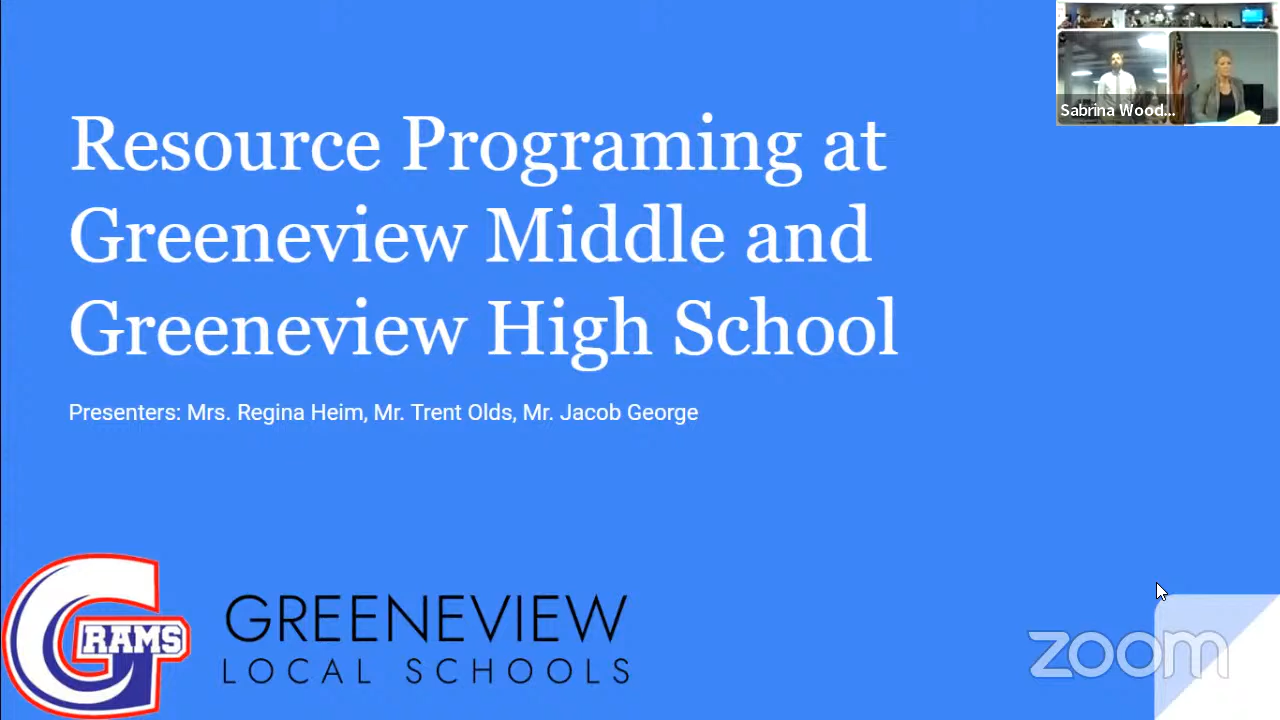 Resource Programing at
Greeneview Middle and
Greeneview High School
Presenters: Mrs. Regina Heim, Mr. Trent Olds, Mr. Jacob George
Sabrina Wood...
G RAMS
GREENEVIEW
LOCAL SCHOOLS
zoom